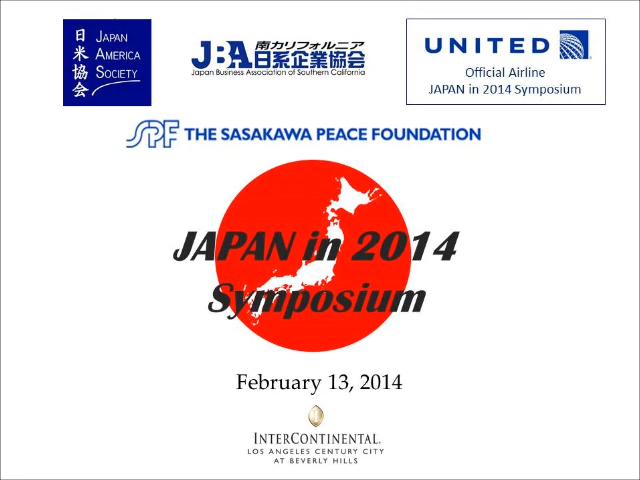 日米協会
JAPAN
AMERICA
SOCIETY
JBA
南カリフォルニア
日系企業協会
Japan Business Association of Southern California
UNITED
Official Airline
JAPAN in 2014 Symposium
SPF THE SASAKAWA PEACE FOUNDATION
JAPAN in 2014
Symposium
February 13, 2014
INTERCONTINENTAL.
LOS ANGELES CENTURY CITY
AT BEVERLY HILLS